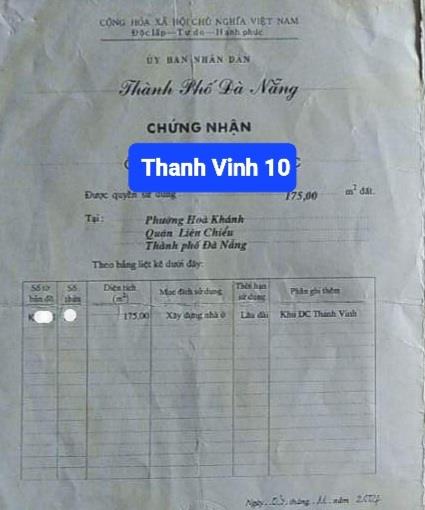 CỘNG HÒA XÃ HỘI CHỦ NGHĨA VIỆT NAM
Độc lập — Tự do — Hạnh phúc
ỦY BAN NHÂN DÂN
Thành Phố Đà Nẵng
CHỨNG NHẬN
Thanh Vinh 10
Được quyền sử dụng 175,00 m² đất.
Tại: Phường Hoà Khánh
Quận Liên Chiểu
Thành phố Đà Nẵng
Theo bảng liệt kê dưới đây:
Số tờ bản đồ Số thửa Diện tích (m²) Mục đích sử dụng Thời hạn sử dụng Phần ghi thêm
K 175,00 Xây dựng nhà ở Lâu dài Khu DC Thanh Vinh
Ngày 03 tháng 11 năm